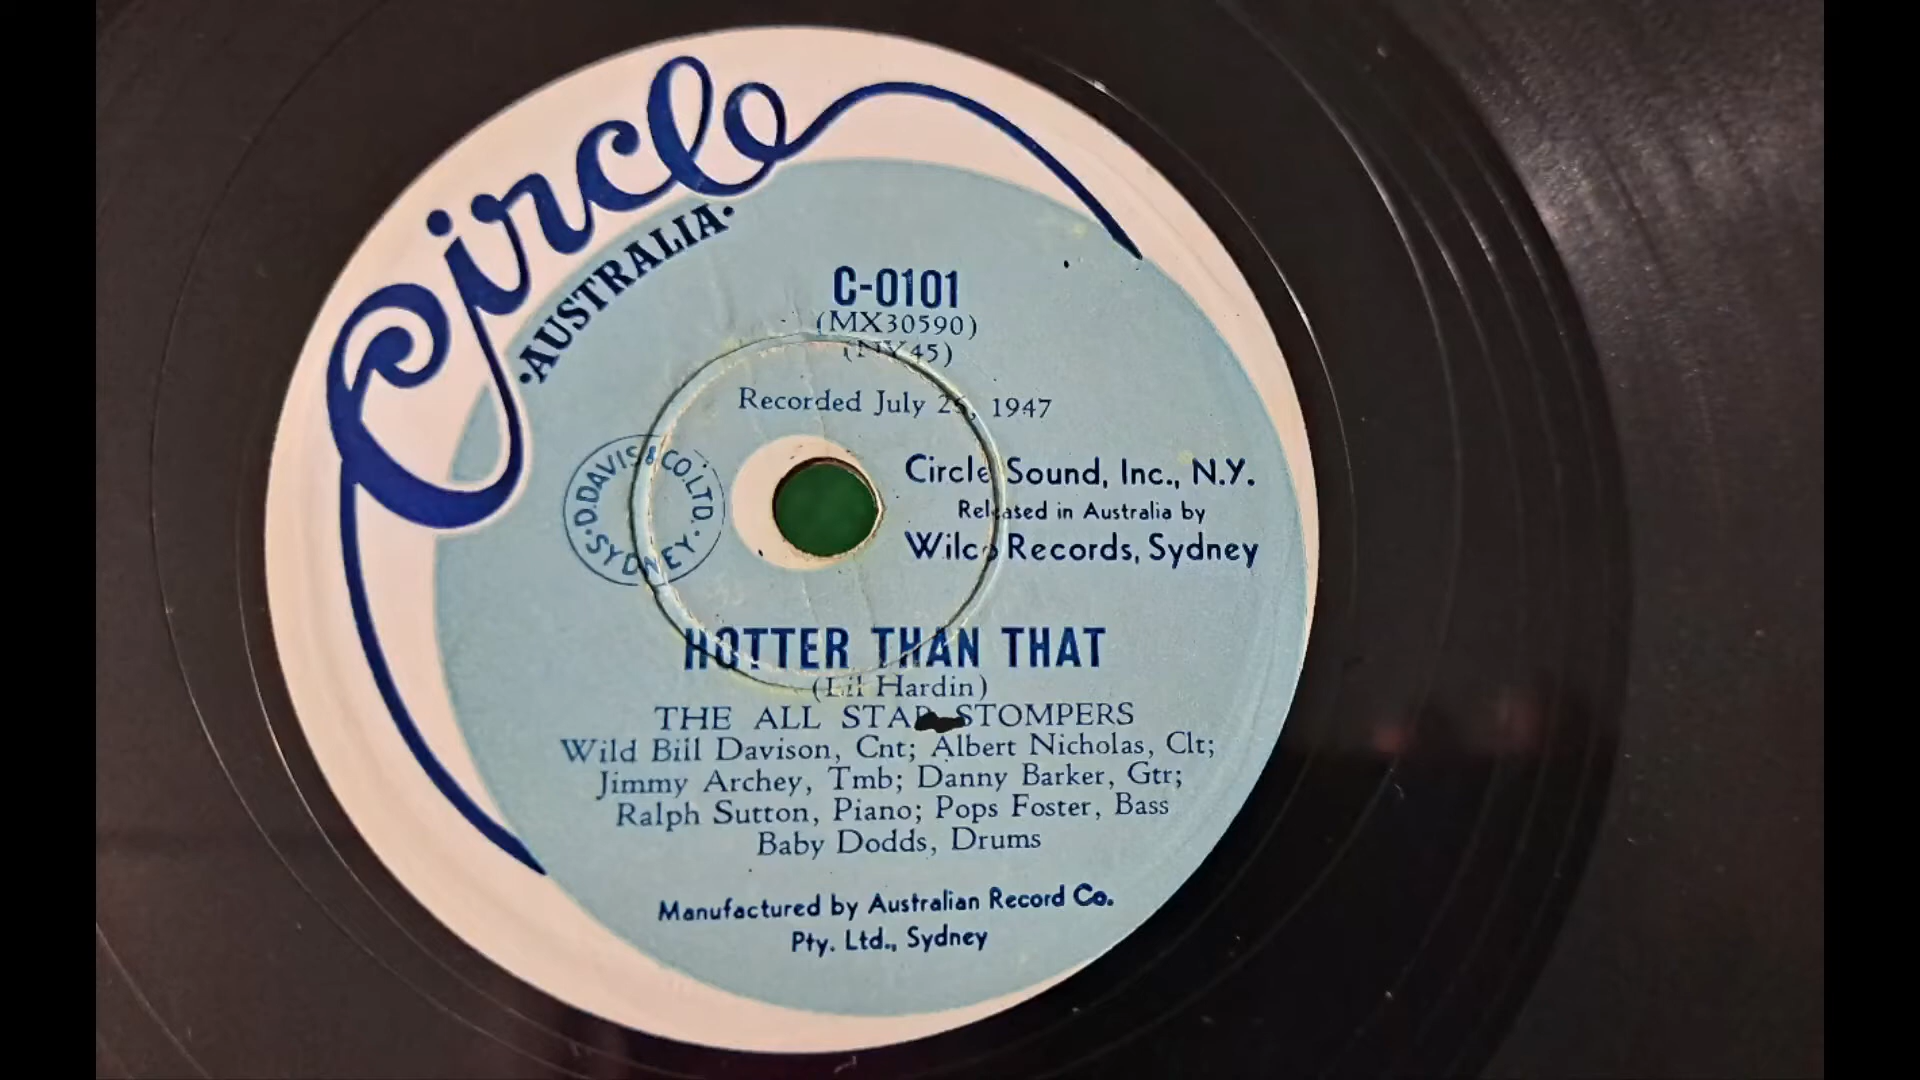 Circle
·AUSTRALIA·
C-0101
(MX30590)
(NY45)
Recorded July 25, 1947
·D.DAVIS & CO. LTD.·
SYDNEY
Circle Sound, Inc., N.Y.
Released in Australia by
Wilco Records, Sydney
HOTTER THAN THAT
(Lil Hardin)
THE ALL STAR STOMPERS
Wild Bill Davison, Cnt; Albert Nicholas, Clt;
Jimmy Archey, Tmb; Danny Barker, Gtr;
Ralph Sutton, Piano; Pops Foster, Bass
Baby Dodds, Drums
Manufactured by Australian Record Co.
Pty. Ltd., Sydney